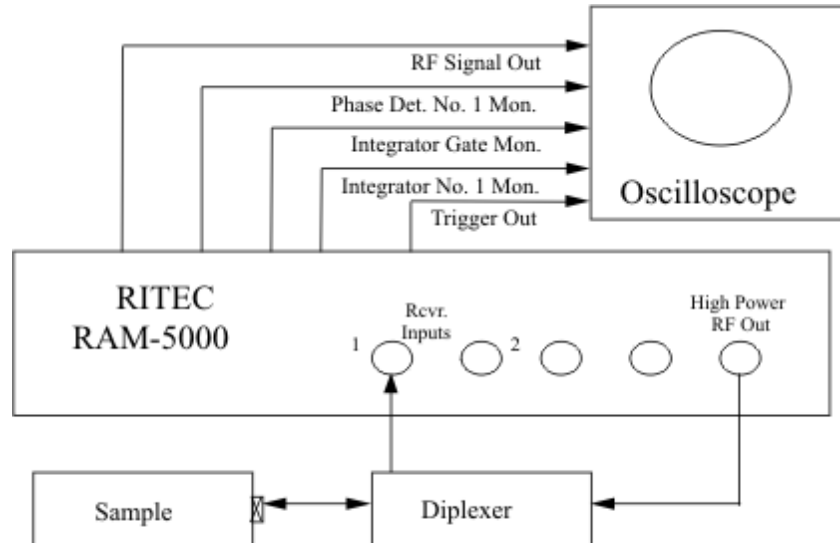 RF Signal Out
Phase Det. No. 1 Mon.
Integrator Gate Mon.
Integrator No. 1 Mon.
Trigger Out
Oscilloscope
RITEC
RAM-5000
Rcvr.
Inputs
1
2
High Power
RF Out
Sample
Diplexer